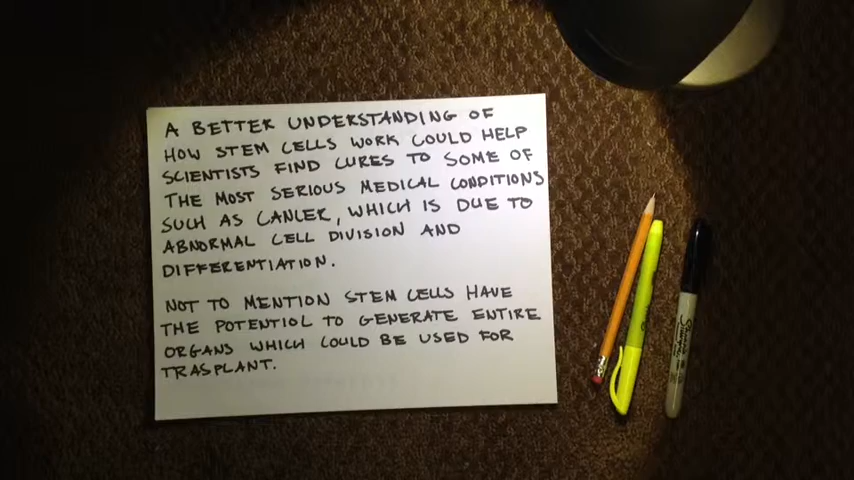 A BETTER UNDERSTANDING OF
HOW STEM CELLS WORK COULD HELP
SCIENTISTS FIND CURES TO SOME OF
THE MOST SERIOUS MEDICAL CONDITIONS
SUCH AS CANCER, WHICH IS DUE TO
ABNORMAL CELL DIVISION AND
DIFFERENTIATION.
NOT TO MENTION STEM CELLS HAVE
THE POTENTIOL TO GENERATE ENTIRE
ORGANS WHICH COULD BE USED FOR
TRASPLANT.
Sharpie